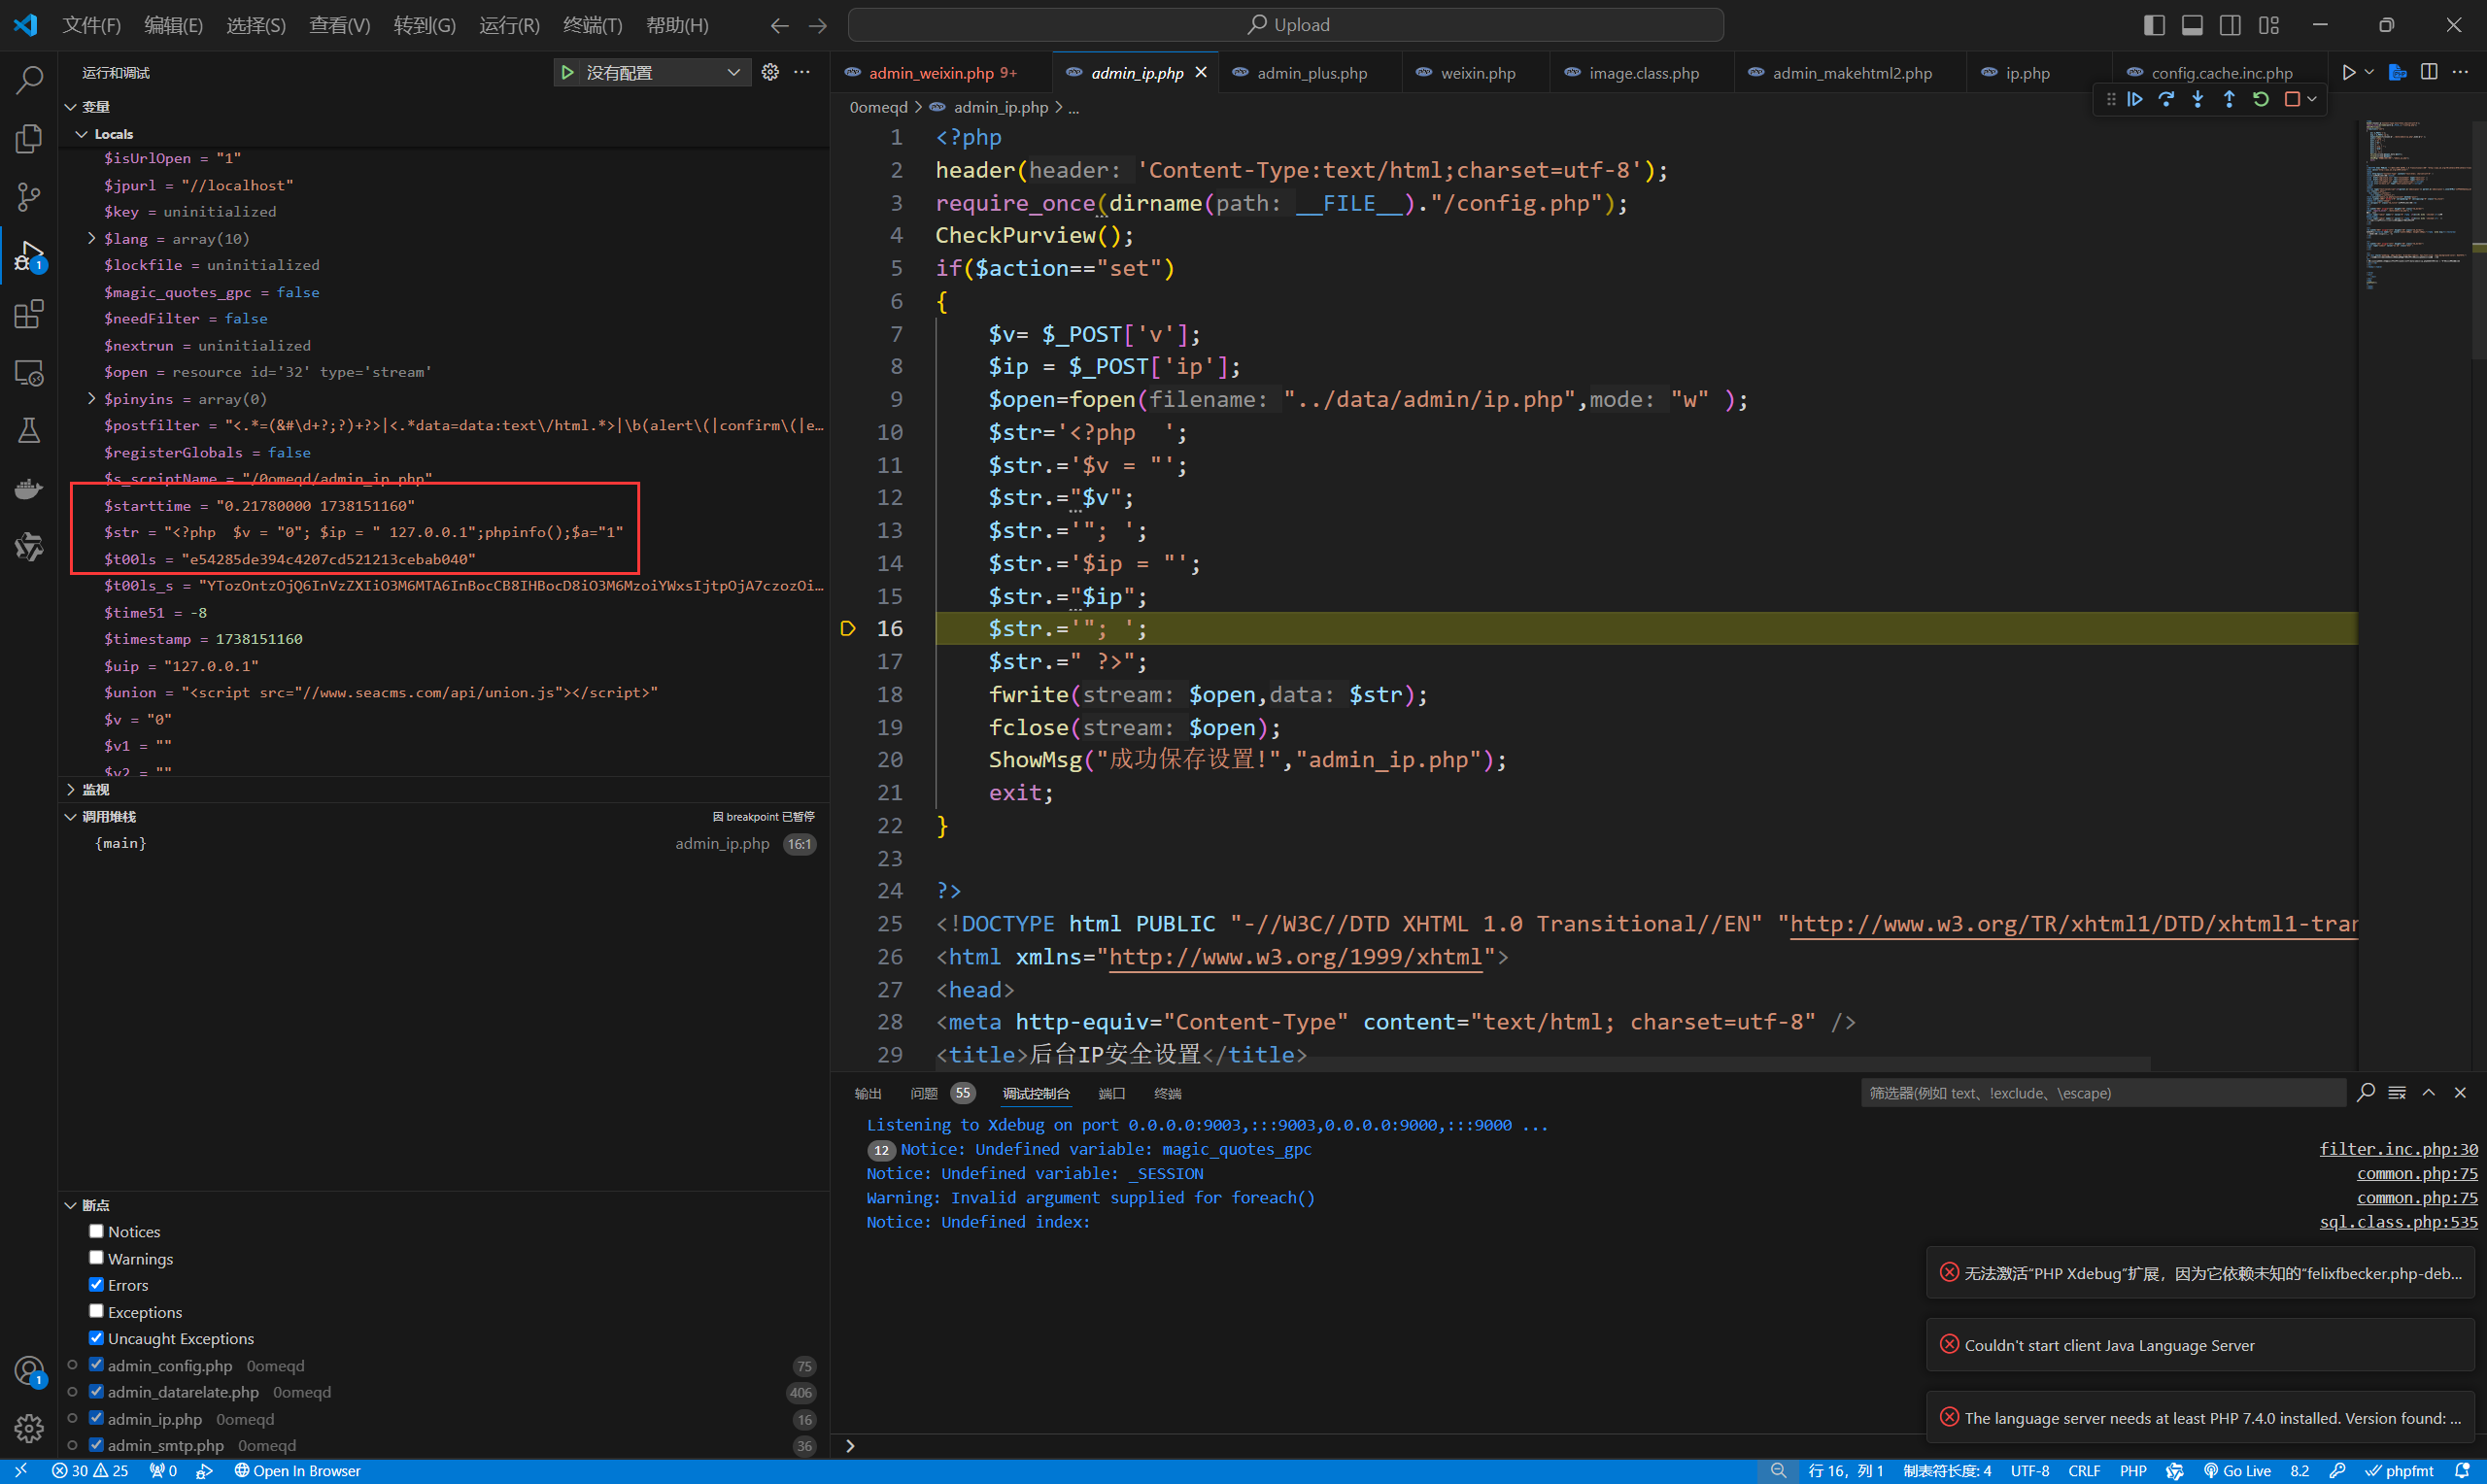 文件(F) 编辑(E) 选择(S) 查看(V) 转到(G) 运行(R) 终端(T) 帮助(H)
Upload
运行和调试
没有配置
变量
Locals
$isUrlOpen = "1"
$jpurl = "//localhost"
$key = uninitialized
$lang = array(10)
$lockfile = uninitialized
$magic_quotes_gpc = false
$needFilter = false
$nextrun = uninitialized
$open = resource id='32' type='stream'
$pinyins = array(0)
$postfilter = "<.*=(&#\d+?;?)+?>|<.*data=data:text\/html.*>|\b(alert\(|confirm\(|e…
$registerGlobals = false
$s_scriptName = "/0omeqd/admin_ip.php"
$starttime = "0.21780000 1738151160"
$str = "<?php  $v = "0"; $ip = " 127.0.0.1";phpinfo();$a="1"
$t00ls = "e54285de394c4207cd521213cebab040"
$t00ls_s = "YTozOntzOjQ6InVzZXIiO3M6MTA6InBocCB8IHBocD8iO3M6MzoiYWxsIjtpOjA7czozOi…
$time51 = -8
$timestamp = 1738151160
$uip = "127.0.0.1"
$union = "<script src="//www.seacms.com/api/union.js"></script>"
$v = "0"
$v1 = ""
$v2 = ""
监视
调用堆栈
因 breakpoint 已暂停
{main}
admin_ip.php 16:1
断点
Notices
Warnings
Errors
Exceptions
Uncaught Exceptions
admin_config.php 0omeqd 75
admin_datarelate.php 0omeqd 406
admin_ip.php 0omeqd 16
admin_smtp.php 0omeqd 36
admin_weixin.php 9+ admin_ip.php admin_plus.php weixin.php image.class.php admin_makehtml2.php ip.php config.cache.inc.php
0omeqd > admin_ip.php > ...
1 <?php
2 header(header: 'Content-Type:text/html;charset=utf-8');
3 require_once(dirname(path: __FILE__)."/config.php");
4 CheckPurview();
5 if($action=="set")
6 {
7 $v= $_POST['v'];
8 $ip = $_POST['ip'];
9 $open=fopen(filename: "../data/admin/ip.php",mode: "w" );
10 $str='<?php  ';
11 $str.='$v = "';
12 $str.="$v";
13 $str.='"; ';
14 $str.='$ip = "';
15 $str.="$ip";
16 $str.='"; ';
17 $str.=" ?>";
18 fwrite(stream: $open,data: $str);
19 fclose(stream: $open);
20 ShowMsg("成功保存设置!","admin_ip.php");
21 exit;
22 }
23
24 ?>
25 <!DOCTYPE html PUBLIC "-//W3C//DTD XHTML 1.0 Transitional//EN" "http://www.w3.org/TR/xhtml1/DTD/xhtml1-tran
26 <html xmlns="http://www.w3.org/1999/xhtml">
27 <head>
28 <meta http-equiv="Content-Type" content="text/html; charset=utf-8" />
29 <title>后台IP安全设置</title>
输出 问题 55 调试控制台 端口 终端
筛选器(例如 text、!exclude、\escape)
Listening to Xdebug on port 0.0.0.0:9003,:::9003,0.0.0.0:9000,:::9000 ...
12 Notice: Undefined variable: magic_quotes_gpc filter.inc.php:30
Notice: Undefined variable: _SESSION common.php:75
Warning: Invalid argument supplied for foreach() common.php:75
Notice: Undefined index: sql.class.php:535
无法激活"PHP Xdebug"扩展，因为它依赖未知的"felixfbecker.php-deb...
Couldn't start client Java Language Server
The language server needs at least PHP 7.4.0 installed. Version found: ...
30 25 0 Open In Browser 行 16，列 1 制表符长度: 4 UTF-8 CRLF PHP Go Live 8.2 phpfmt